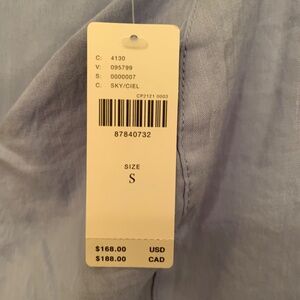 C: 4130
V: 095799
S: 0000007
C: SKY/CIEL
CP2121 0003
87840732
SIZE
S
$168.00 USD
$188.00 CAD